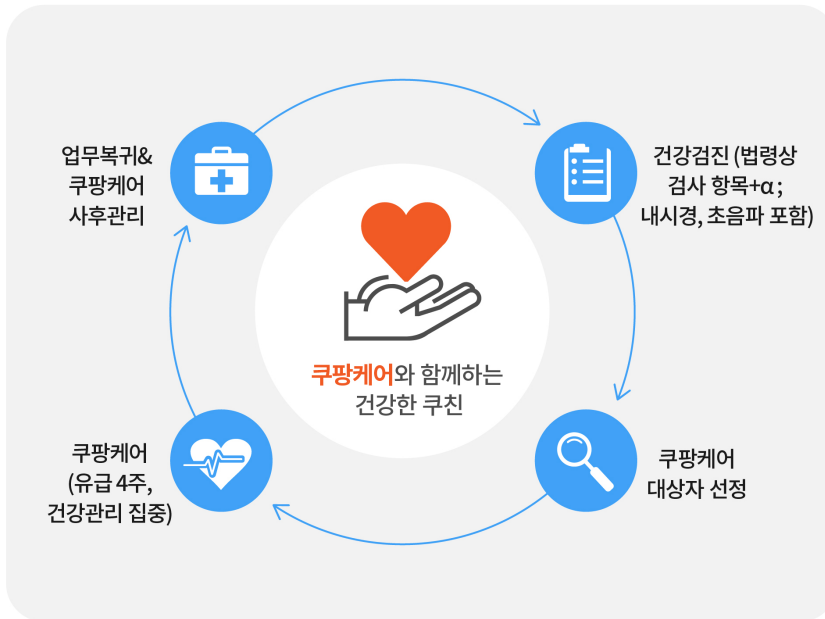 업무복귀&
쿠팡케어
사후관리
건강검진 (법령상
검사 항목+α;
내시경, 초음파 포함)
쿠팡케어와 함께하는
건강한 쿠친
쿠팡케어
(유급 4주,
건강관리 집중)
쿠팡케어
대상자 선정